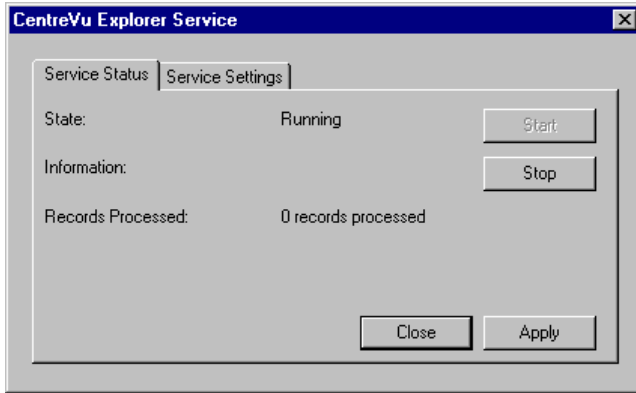 CentreVu Explorer Service
Service Status Service Settings
State: Running Start
Information: Stop
Records Processed: 0 records processed
Close Apply